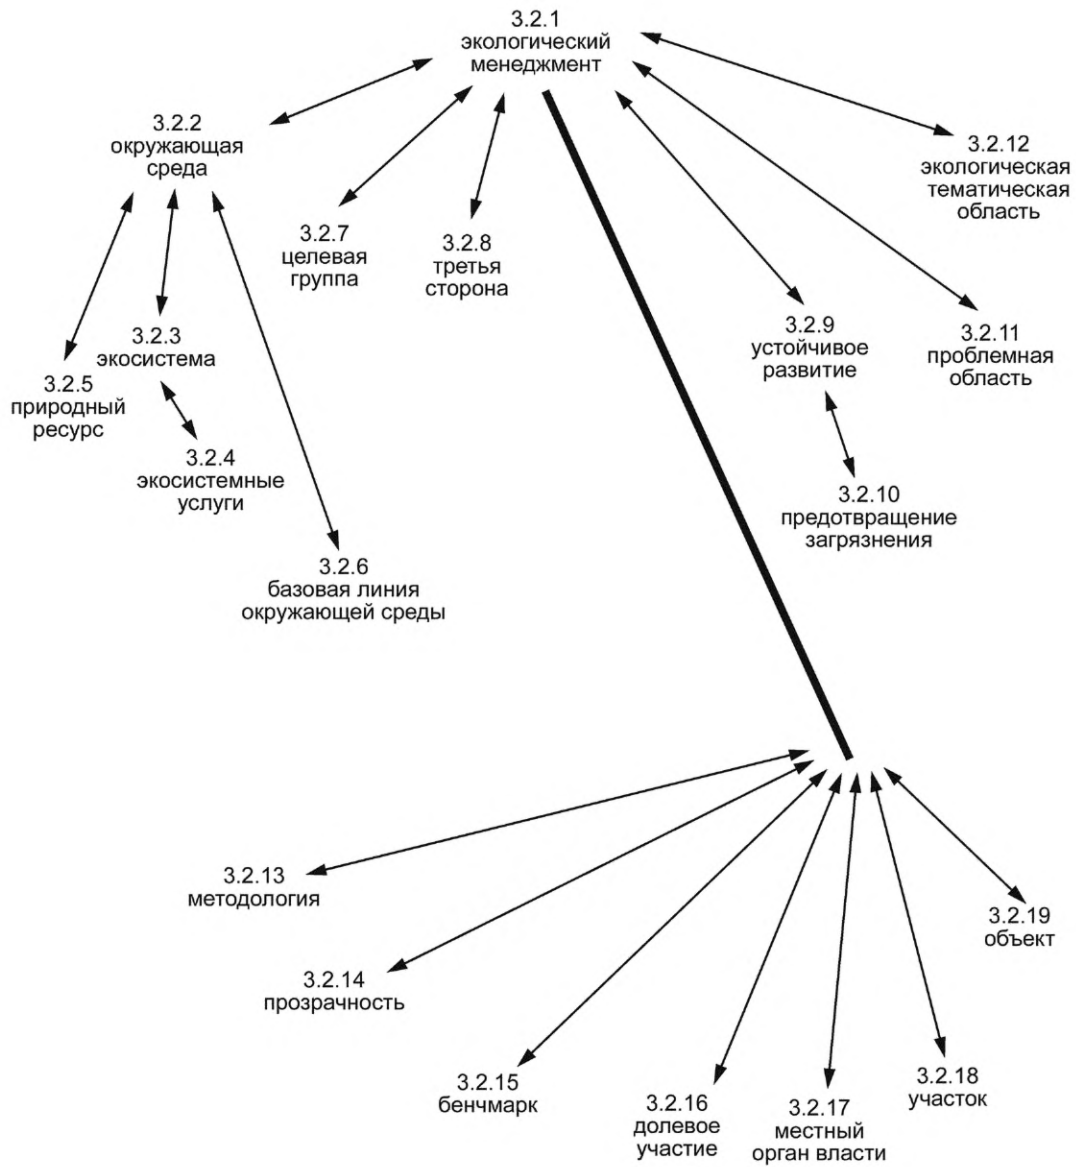 3.2.1
экологический
менеджмент
3.2.2
окружающая
среда
3.2.12
экологическая
тематическая
область
3.2.7
целевая
группа
3.2.8
третья
сторона
3.2.9
устойчивое
развитие
3.2.11
проблемная
область
3.2.3
экосистема
3.2.5
природный
ресурс
3.2.4
экосистемные
услуги
3.2.10
предотвращение
загрязнения
3.2.6
базовая линия
окружающей среды
3.2.13
методология
3.2.19
объект
3.2.14
прозрачность
3.2.15
бенчмарк
3.2.16
долевое
участие
3.2.17
местный
орган власти
3.2.18
участок